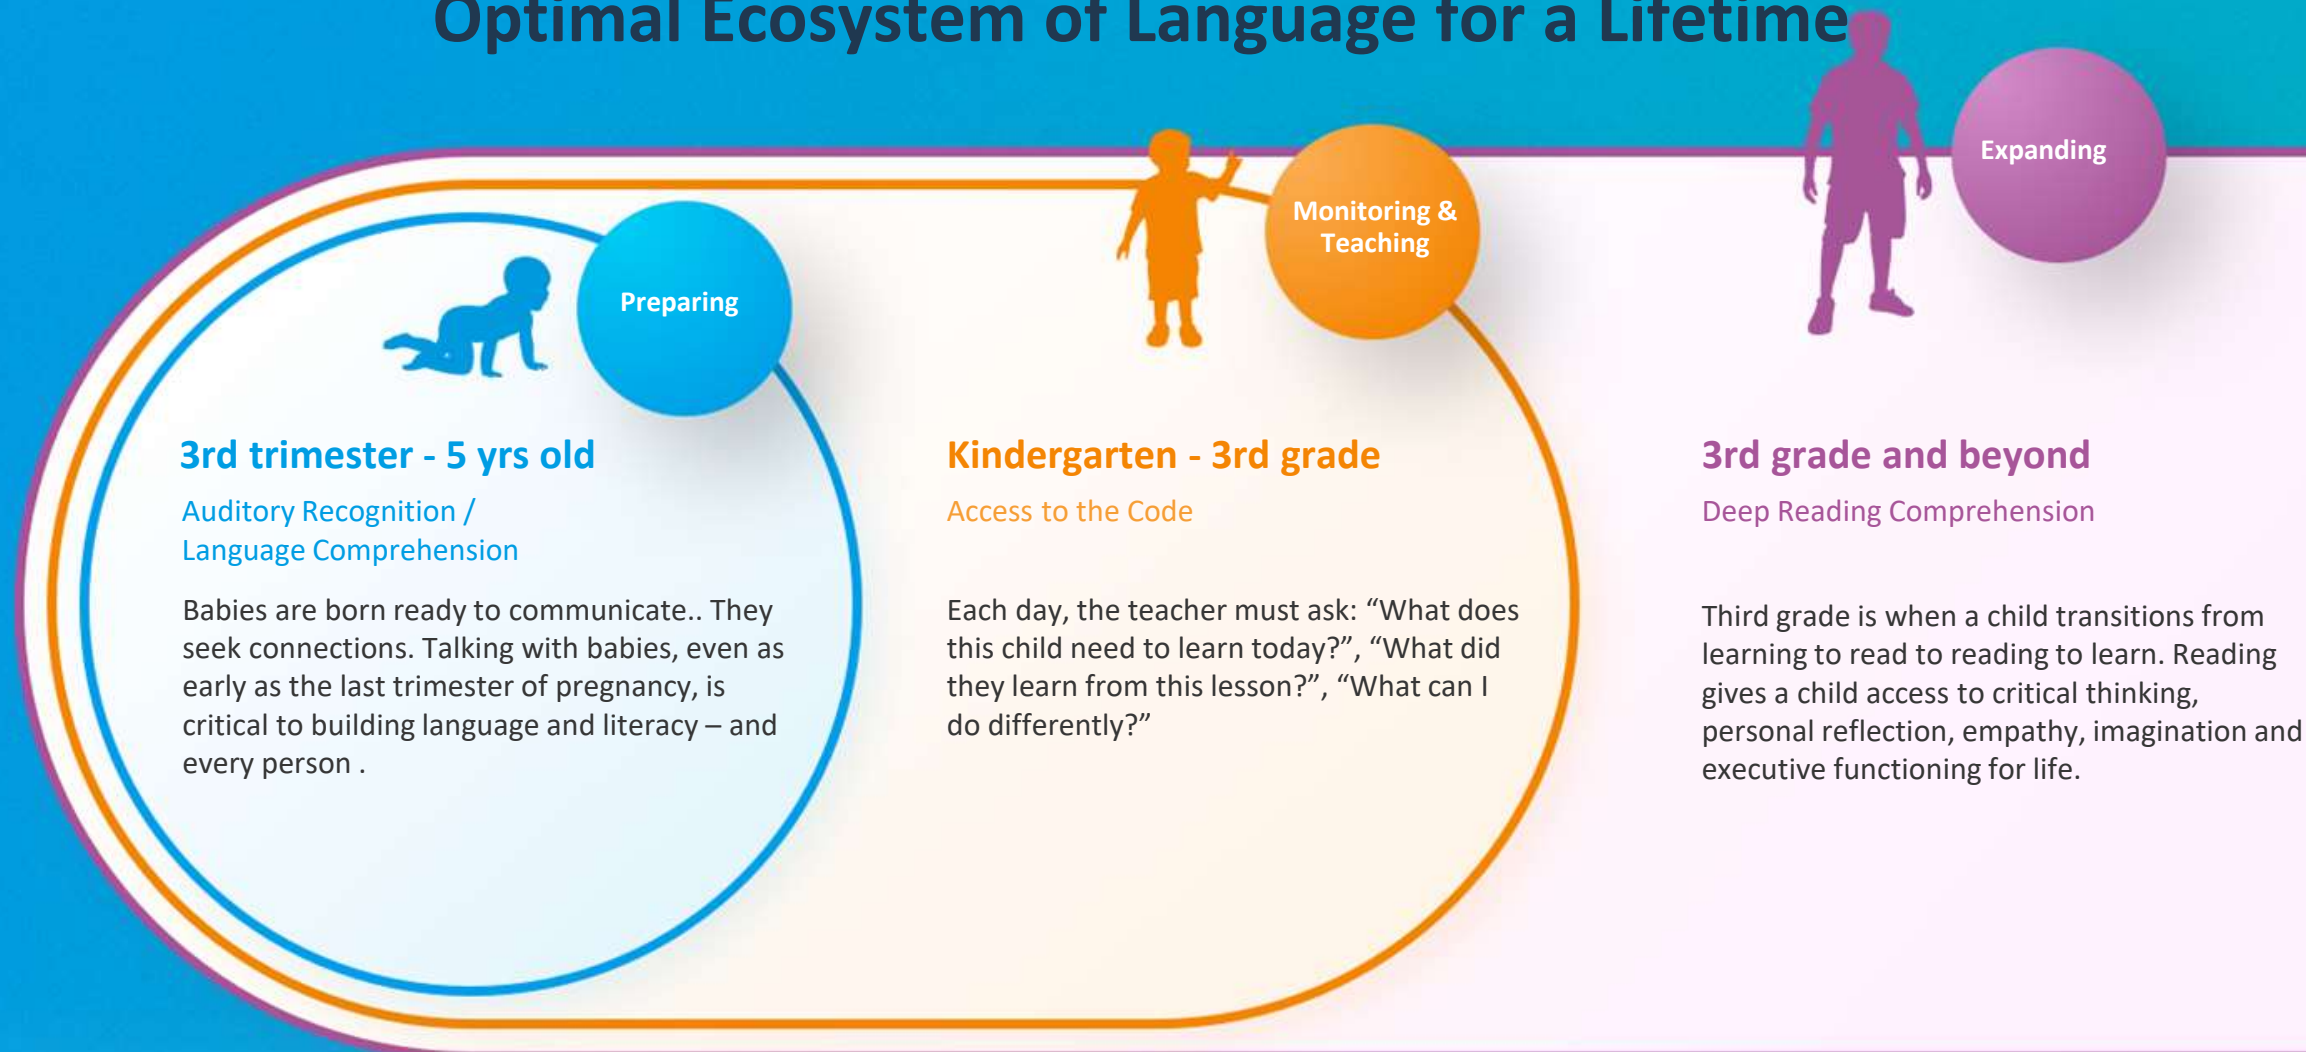 Optimal Ecosystem of Language for a Lifetime
Preparing
3rd trimester - 5 yrs old
Auditory Recognition /
Language Comprehension
Babies are born ready to communicate.. They
seek connections. Talking with babies, even as
early as the last trimester of pregnancy, is
critical to building language and literacy – and
every person .
Monitoring &
Teaching
Kindergarten - 3rd grade
Access to the Code
Each day, the teacher must ask: “What does
this child need to learn today?”, “What did
they learn from this lesson?”, “What can I
do differently?”
Expanding
3rd grade and beyond
Deep Reading Comprehension
Third grade is when a child transitions from
learning to read to reading to learn. Reading
gives a child access to critical thinking,
personal reflection, empathy, imagination and
executive functioning for life.